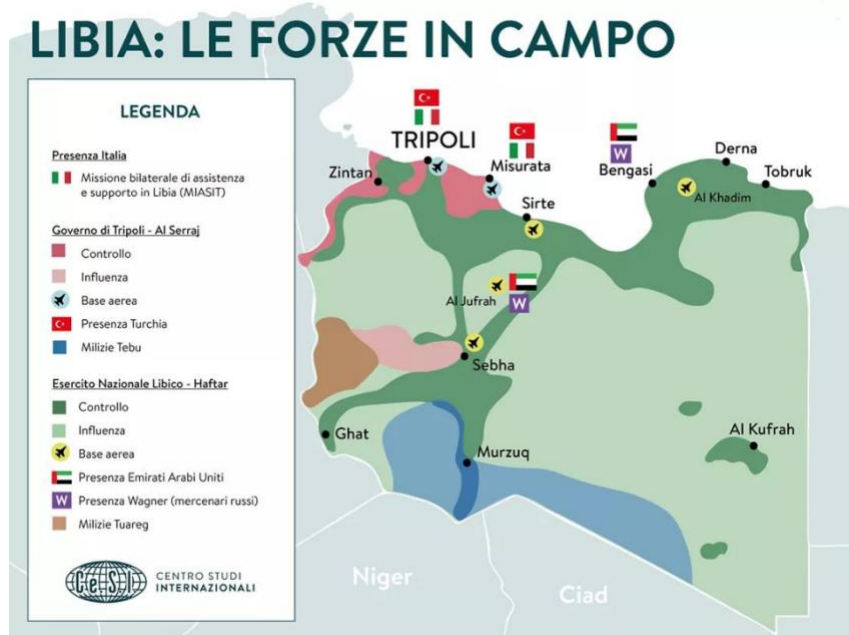 LIBIA: LE FORZE IN CAMPO
LEGENDA
Presenza Italia
Missione bilaterale di assistenza
e supporto in Libia (MIASIT)
Governo di Tripoli - Al Serraj
Controllo
Influenza
Base aerea
Presenza Turchia
Milizie Tebu
Esercito Nazionale Libico - Haftar
Controllo
Influenza
Base aerea
Presenza Emirati Arabi Uniti
W Presenza Wagner (mercenari russi)
Milizie Tuareg
Ce.S.I.
CENTRO STUDI
INTERNAZIONALI
TRIPOLI
Zintan
Misurata
Sirte
W
Bengasi
Derna
Tobruk
Al Khadim
Al Jufrah
W
Sebha
Ghat
Murzuq
Al Kufrah
Niger
Ciad